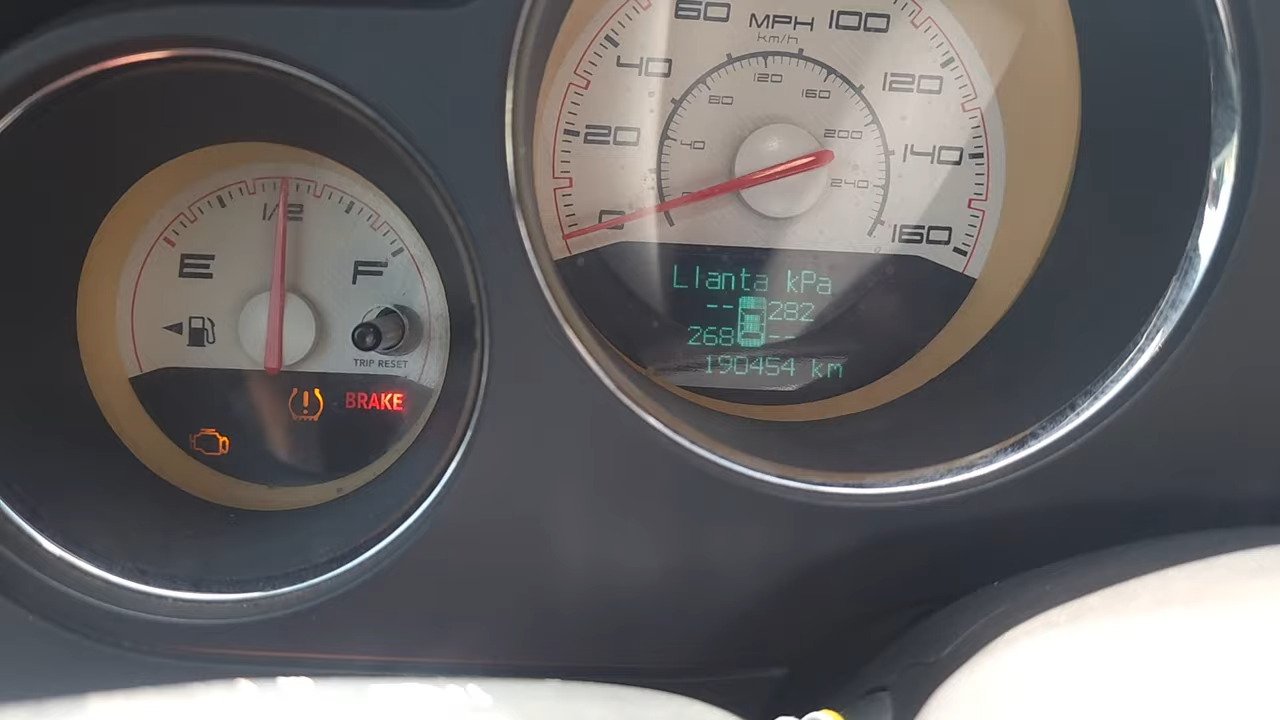 60 MPH 100
km/h
40 120
120
80 160
20 200
40 140
240
0 160
1/2
E F
TRIP RESET
BRAKE
Llanta kPa
-- 282
268 --
190454 km